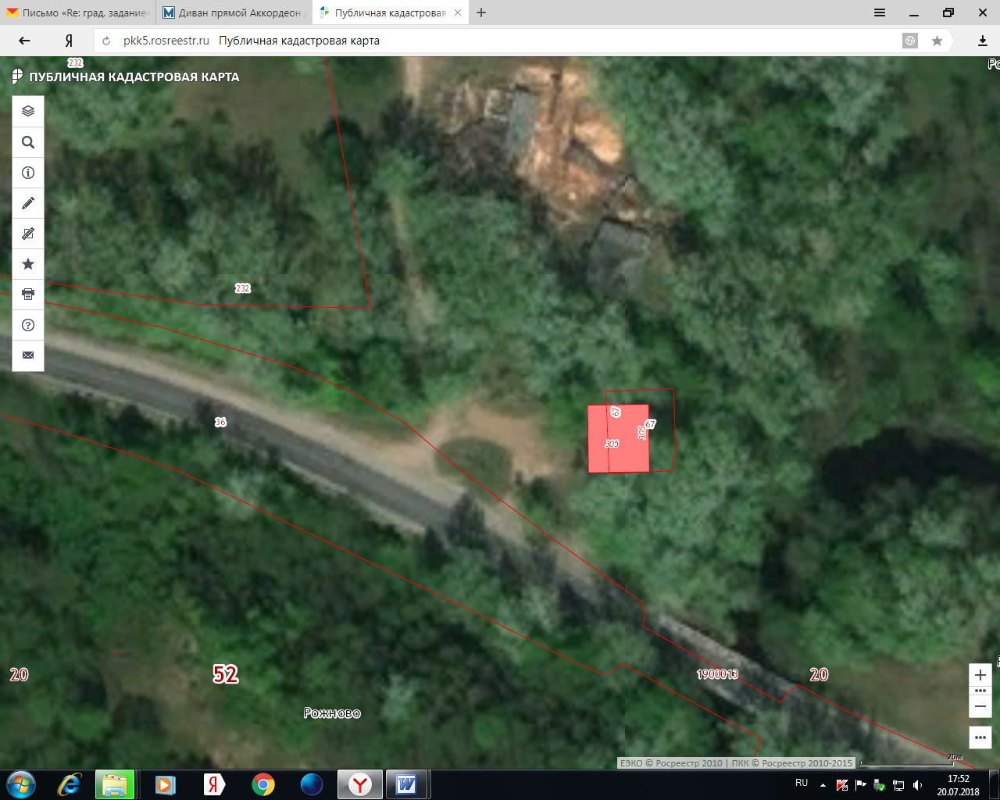 Письмо «Re: град. задание»
Диван прямой Аккордеон
Публичная кадастровая
pkk5.rosreestr.ru Публичная кадастровая карта
232
ПУБЛИЧНАЯ КАДАСТРОВАЯ КАРТА
Ро
232
36
67
67
305
305
20
52
1900013
20
Рожново
ЕЭКО © Росреестр 2010 | ПКК © Росреестр 2010-2015
20м
RU
17:52
20.07.2018